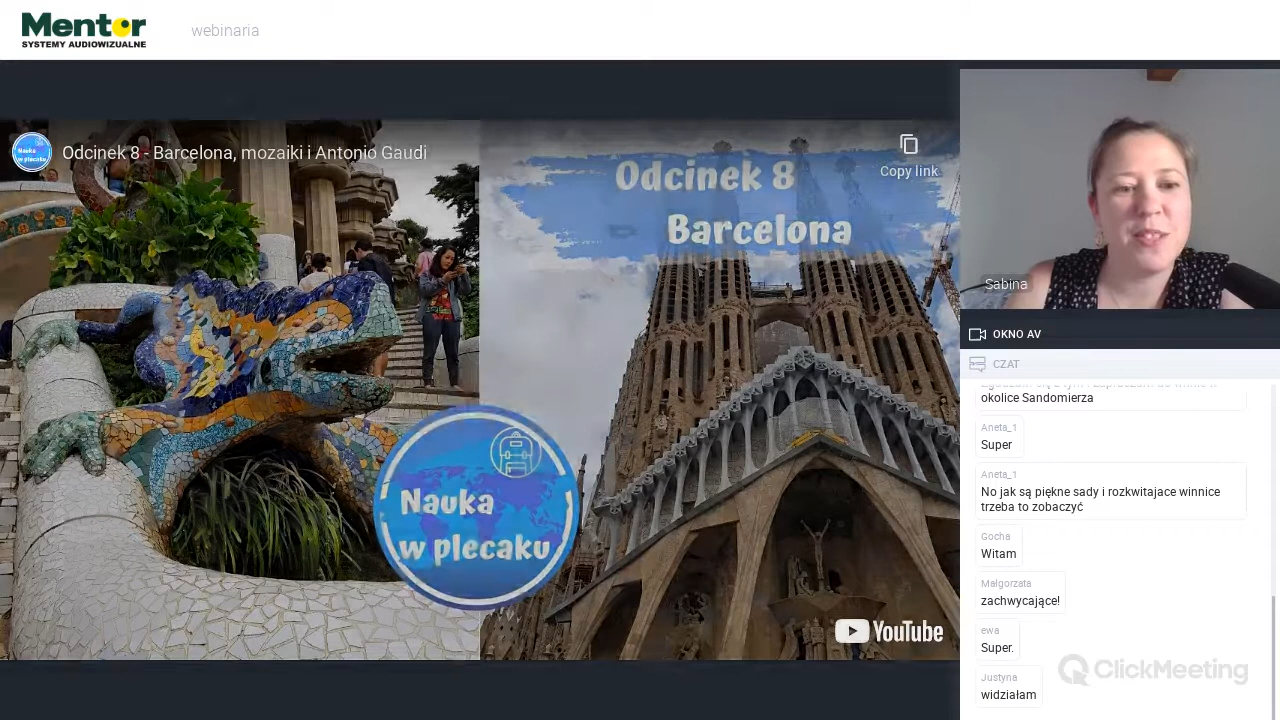 Mentor
SYSTEMY AUDIOWIZUALNE
webinaria
Nauka
w plecaku
Odcinek 8 - Barcelona, mozaiki i Antonio Gaudi
Copy link
Odcinek 8
Barcelona
Nauka
w plecaku
YouTube
Sabina
OKNO AV
CZAT
okolice Sandomierza
Aneta_1
Super
Aneta_1
No jak są piękne sady i rozkwitajace winnice
trzeba to zobaczyć
Gocha
Witam
Małgorzata
zachwycające!
ewa
Super.
Justyna
widziałam
ClickMeeting